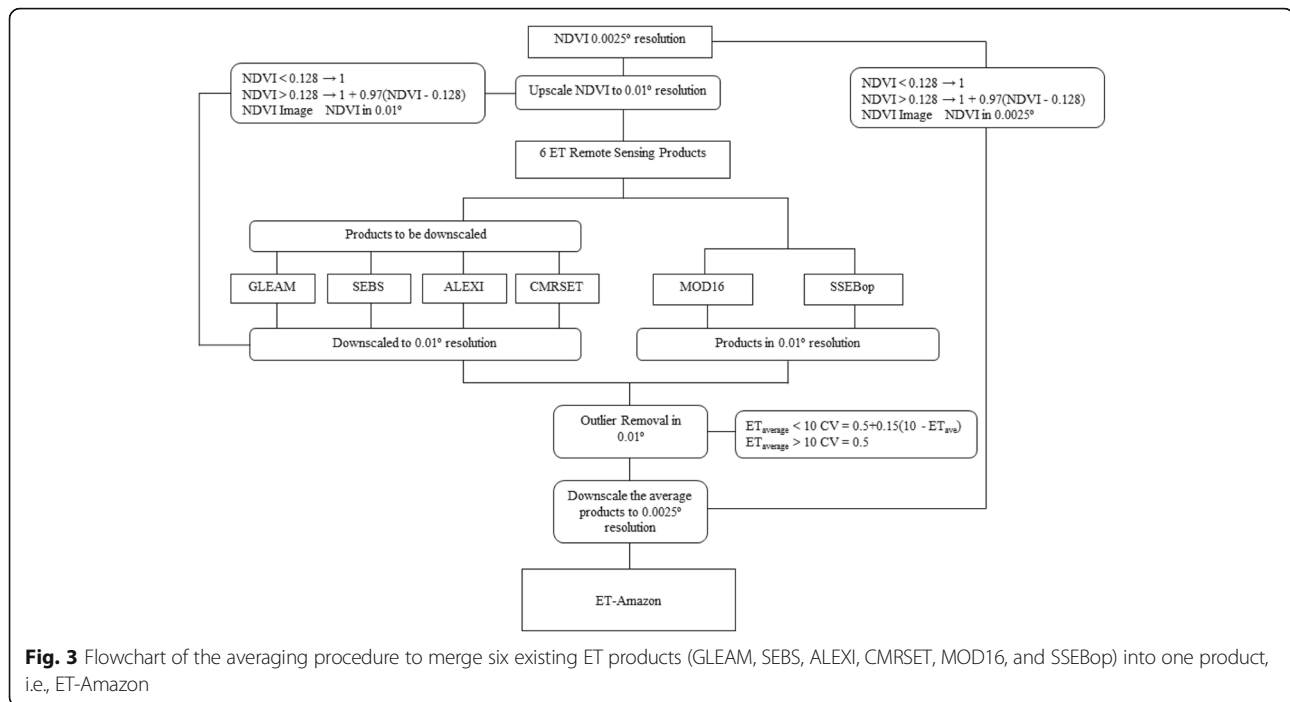 NDVI 0.0025° resolution
NDVI < 0.128 → 1
NDVI > 0.128 → 1 + 0.97(NDVI - 0.128)
NDVI Image NDVI in 0.01°
Upscale NDVI to 0.01° resolution
NDVI < 0.128 → 1
NDVI > 0.128 → 1 + 0.97(NDVI - 0.128)
NDVI Image NDVI in 0.0025°
6 ET Remote Sensing Products
Products to be downscaled
GLEAM
SEBS
ALEXI
CMRSET
MOD16
SSEBop
Downscaled to 0.01° resolution
Products in 0.01° resolution
Outlier Removal in
0.01°
ETaverage < 10 CV = 0.5+0.15(10 - ETave)
ETaverage > 10 CV = 0.5
Downscale the average
products to 0.0025°
resolution
ET-Amazon
Fig. 3 Flowchart of the averaging procedure to merge six existing ET products (GLEAM, SEBS, ALEXI, CMRSET, MOD16, and SSEBop) into one product,
i.e., ET-Amazon